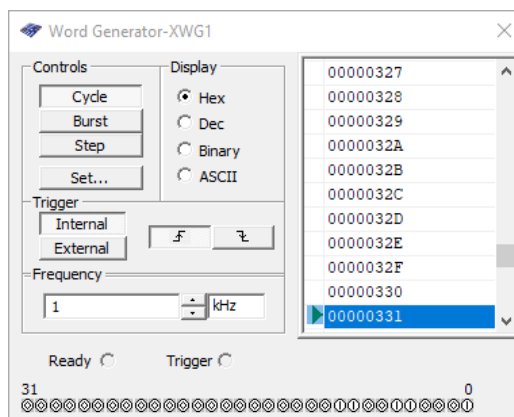 Word Generator-XWG1
Controls
Cycle
Burst
Step
Set...
Display
Hex
Dec
Binary
ASCII
Trigger
Internal
External
Frequency
1
kHz
Ready
Trigger
00000327
00000328
00000329
0000032A
0000032B
0000032C
0000032D
0000032E
0000032F
00000330
00000331
31 0
00000000000000000000001100110001